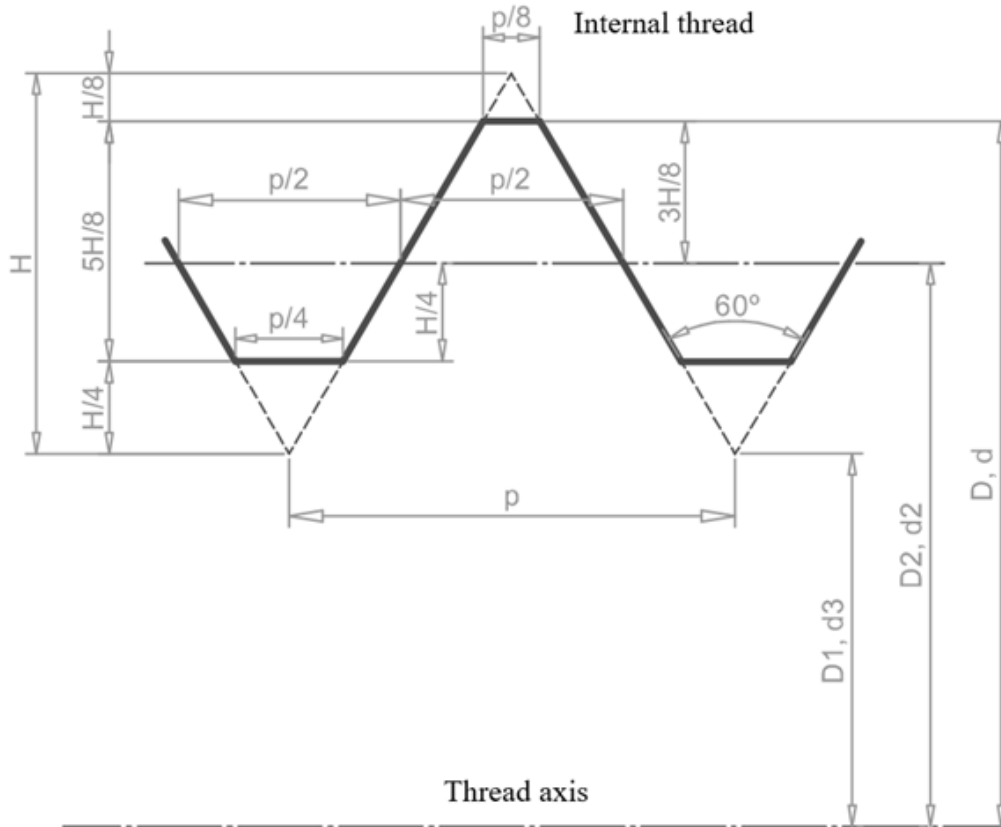 p/8
Internal thread
H/8
p/2
p/2
3H/8
H
5H/8
p/4
H/4
60º
H/4
p
D, d
D2, d2
D1, d3
Thread axis